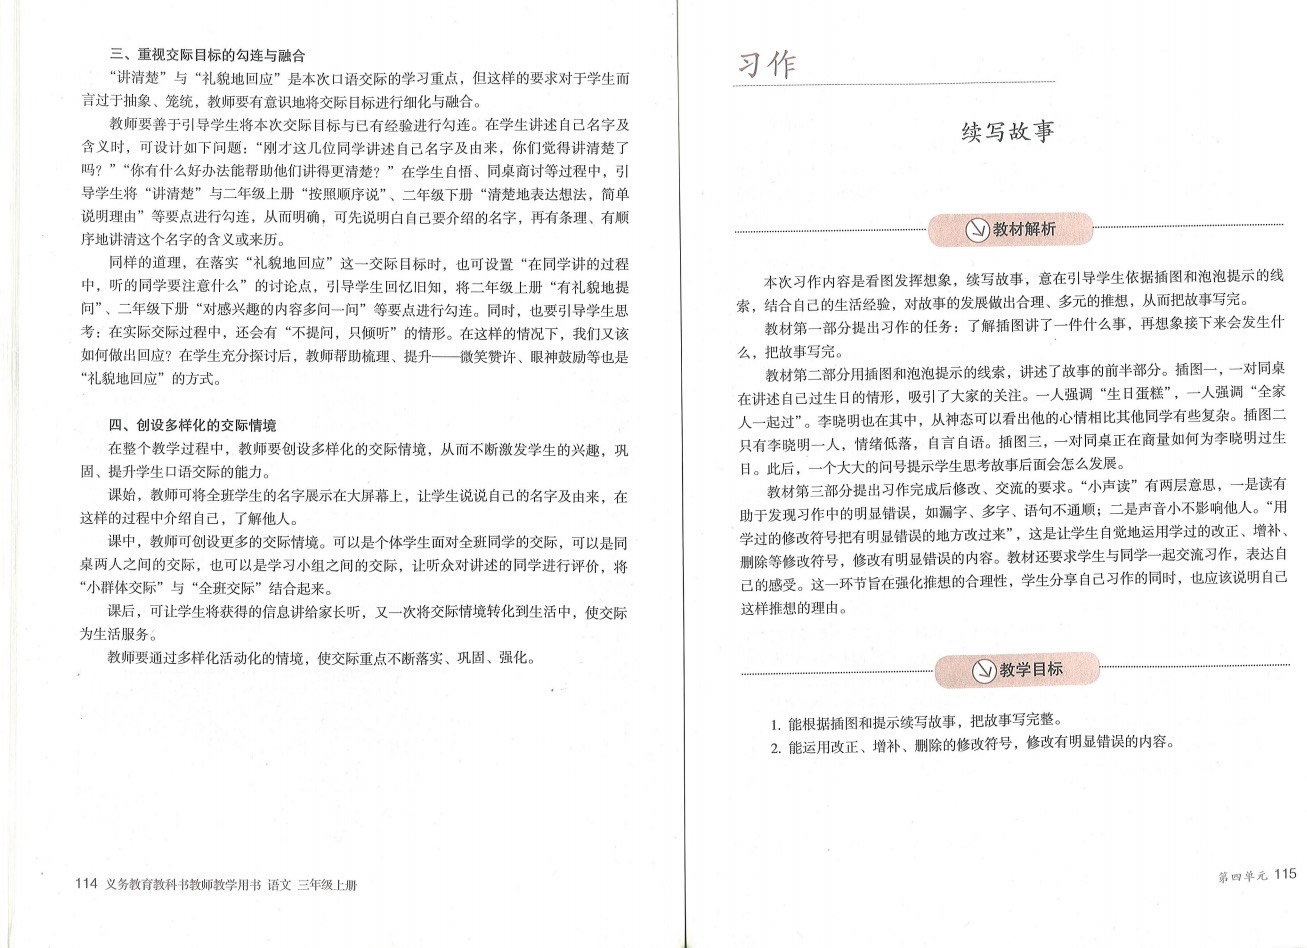 三、重视交际目标的勾连与融合
“讲清楚”与“礼貌地回应”是本次口语交际的学习重点，但这样的要求对于学生而
言过于抽象、笼统，教师要有意识地将交际目标进行细化与融合。
教师要善于引导学生将本次交际目标与已有经验进行勾连。在学生讲述自己名字及
含义时，可设计如下问题：“刚才这几位同学讲述自己名字及由来，你们觉得讲清楚了
吗？”“你有什么好办法能帮助他们讲得更清楚？”在学生自悟、同桌商讨等过程中，引
导学生将“讲清楚”与二年级上册“按照顺序说”、二年级下册“清楚地表达想法，简单
说明理由”等要点进行勾连，从而明确，可先说明白自己要介绍的名字，再有条理、有顺
序地讲清这个名字的含义或来历。
同样的道理，在落实“礼貌地回应”这一交际目标时，也可设置“在同学讲的过程
中，听的同学要注意什么”的讨论点，引导学生回忆旧知，将二年级上册“有礼貌地提
问”、二年级下册“对感兴趣的内容多问一问”等要点进行勾连。同时，也要引导学生思
考：在实际交际过程中，还会有“不提问，只倾听”的情形。在这样的情况下，我们又该
如何做出回应？在学生充分探讨后，教师帮助梳理、提升——微笑赞许、眼神鼓励等也是
“礼貌地回应”的方式。
四、创设多样化的交际情境
在整个教学过程中，教师要创设多样化的交际情境，从而不断激发学生的兴趣，巩
固、提升学生口语交际的能力。
课始，教师可将全班学生的名字展示在大屏幕上，让学生说说自己的名字及由来，在
这样的过程中介绍自己，了解他人。
课中，教师可创设更多的交际情境。可以是个体学生面对全班同学的交际，可以是同
桌两人之间的交际，也可以是学习小组之间的交际，让听众对讲述的同学进行评价，将
“小群体交际”与“全班交际”结合起来。
课后，可让学生将获得的信息讲给家长听，又一次将交际情境转化到生活中，使交际
为生活服务。
教师要通过多样化活动化的情境，使交际重点不断落实、巩固、强化。
114 义务教育教科书教师教学用书 语文 三年级上册
习作
续写故事
教材解析
本次习作内容是看图发挥想象，续写故事，意在引导学生依据插图和泡泡提示的线
索，结合自己的生活经验，对故事的发展做出合理、多元的推想，从而把故事写完。
教材第一部分提出习作的任务：了解插图讲了一件什么事，再想象接下来会发生什
么，把故事写完。
教材第二部分用插图和泡泡提示的线索，讲述了故事的前半部分。插图一，一对同桌
在讲述自己过生日的情形，吸引了大家的关注。一人强调“生日蛋糕”，一人强调“全家
人一起过”。李晓明也在其中，从神态可以看出他的心情相比其他同学有些复杂。插图二
只有李晓明一人，情绪低落，自言自语。插图三，一对同桌正在商量如何为李晓明过生
日。此后，一个大大的问号提示学生思考故事后面会怎么发展。
教材第三部分提出习作完成后修改、交流的要求。“小声读”有两层意思，一是读有
助于发现习作中的明显错误，如漏字、多字、语句不通顺；二是声音小不影响他人。“用
学过的修改符号把有明显错误的地方改过来”，这是让学生自觉地运用学过的改正、增补、
删除等修改符号，修改有明显错误的内容。教材还要求学生与同学一起交流习作，表达自
己的感受。这一环节旨在强化推想的合理性，学生分享自己习作的同时，也应该说明自己
这样推想的理由。
教学目标
1. 能根据插图和提示续写故事，把故事写完整。
2. 能运用改正、增补、删除的修改符号，修改有明显错误的内容。
第四单元 115